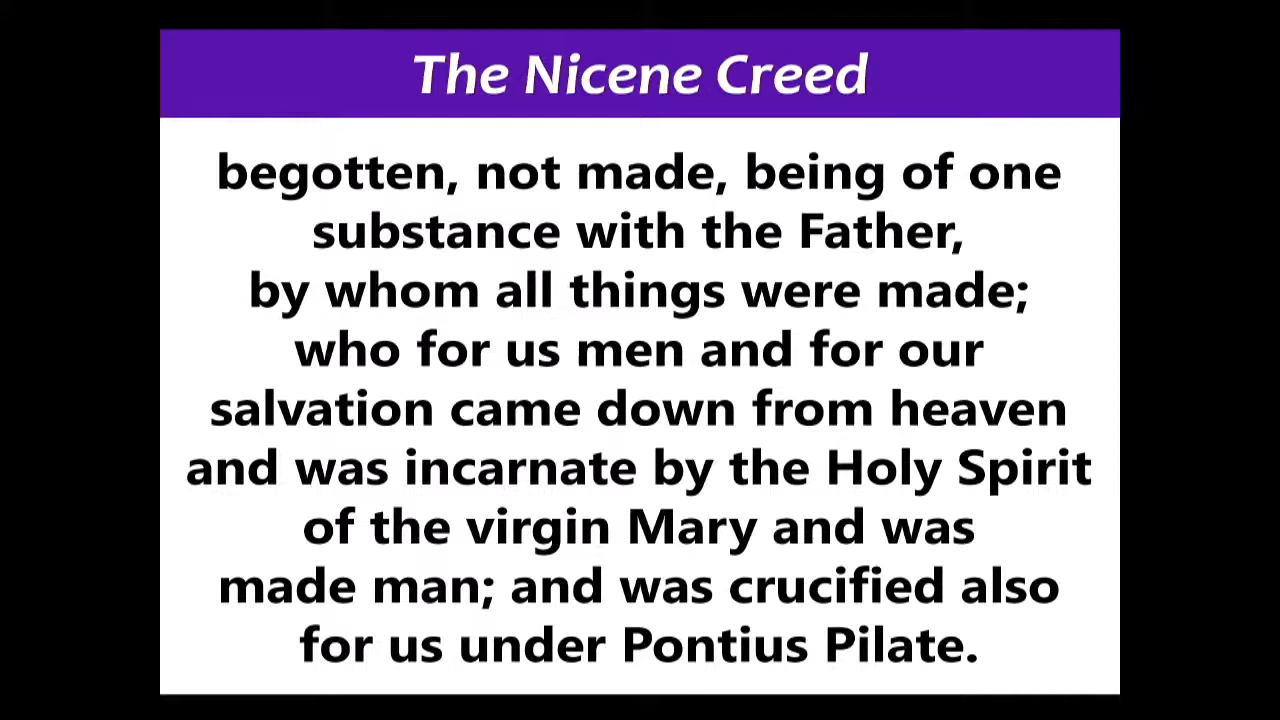 The Nicene Creed
begotten, not made, being of one
substance with the Father,
by whom all things were made;
who for us men and for our
salvation came down from heaven
and was incarnate by the Holy Spirit
of the virgin Mary and was
made man; and was crucified also
for us under Pontius Pilate.